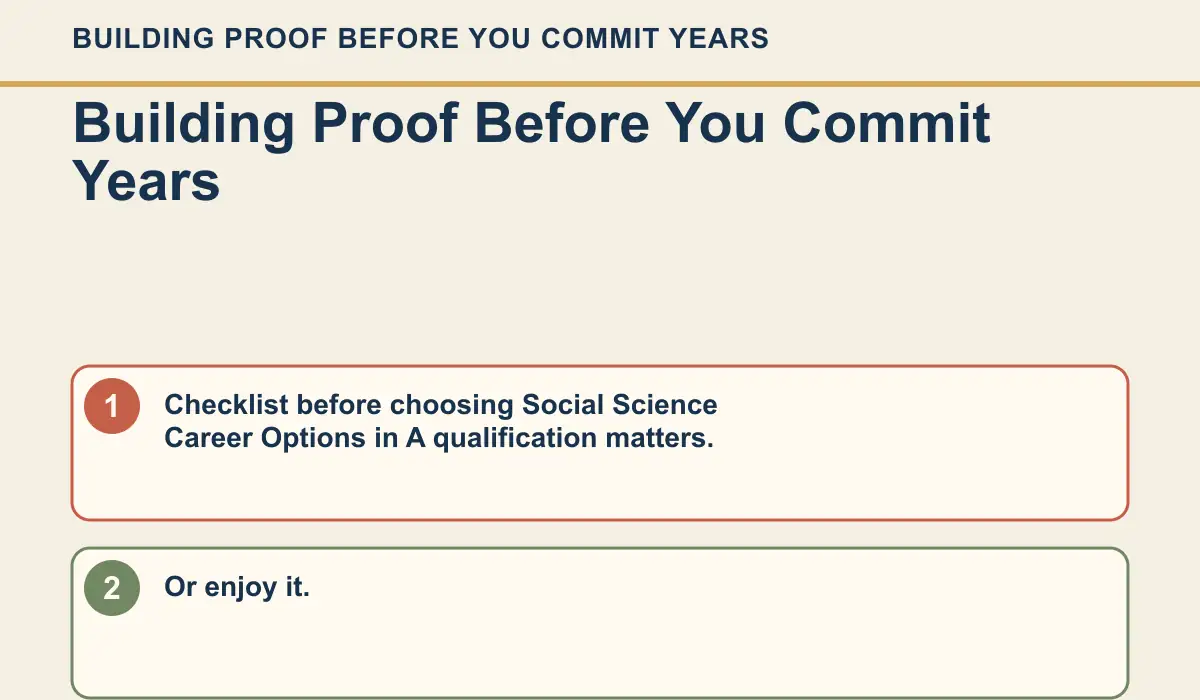 BUILDING PROOF BEFORE YOU COMMIT YEARS
Building Proof Before You Commit
Years
1
Checklist before choosing Social Science
Career Options in A qualification matters.
2
Or enjoy it.